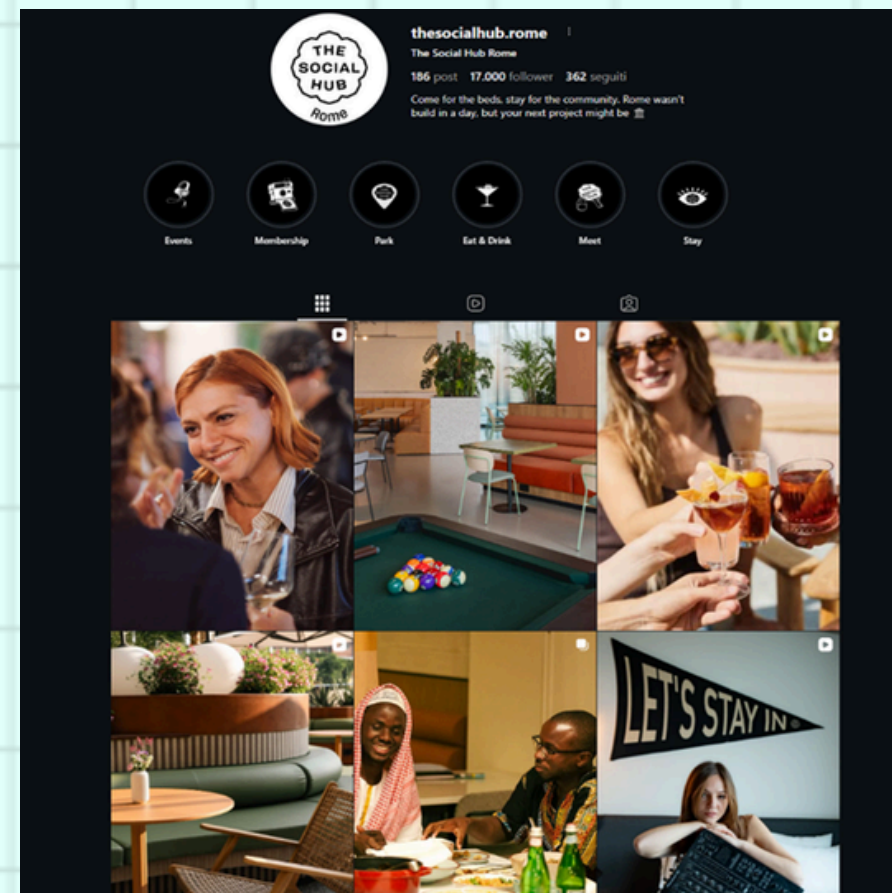 THE
SOCIAL
HUB
Rome
thesocialhub.rome
The Social Hub Rome
186 post 17.000 follower 362 seguiti
Come for the beds, stay for the community. Rome wasn't
build in a day, but your next project might be
Events Membership Park Eat & Drink Meet Stay
LET'S STAY IN